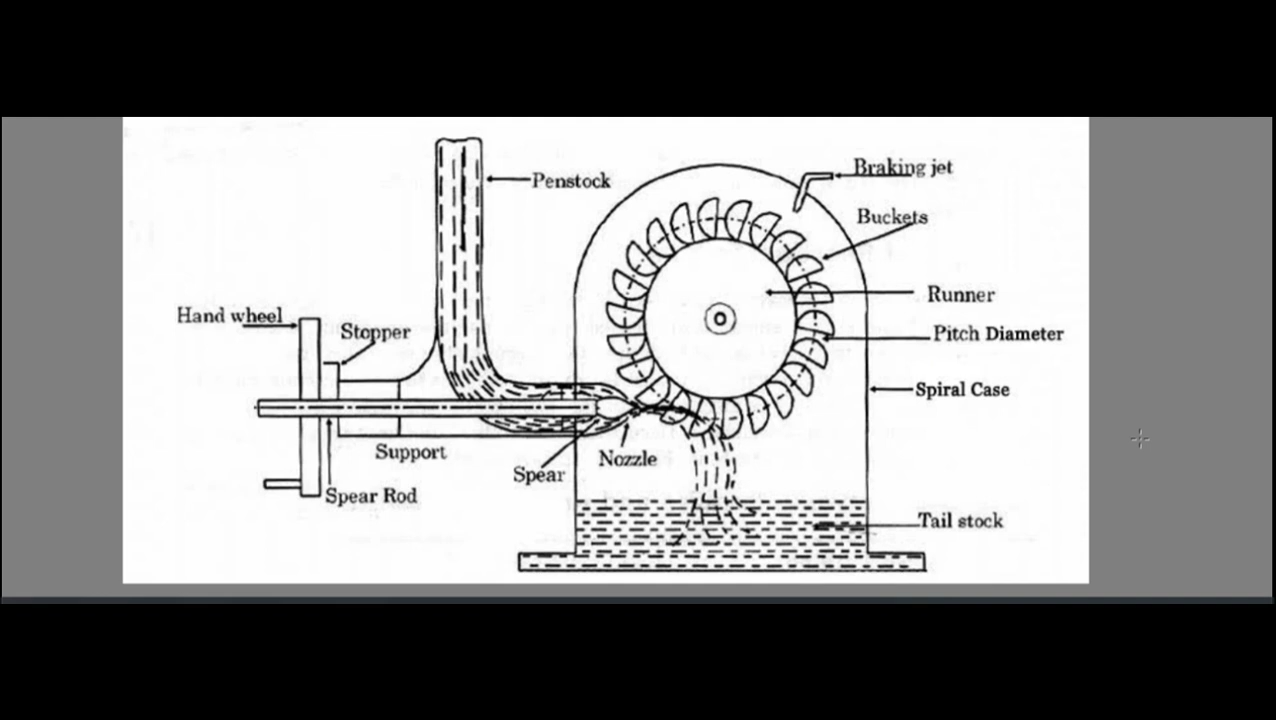 Braking jet
Penstock
Buckets
Runner
Hand wheel
Stopper
Pitch Diameter
Spiral Case
Support
Nozzle
Spear
Spear Rod
Tail stock